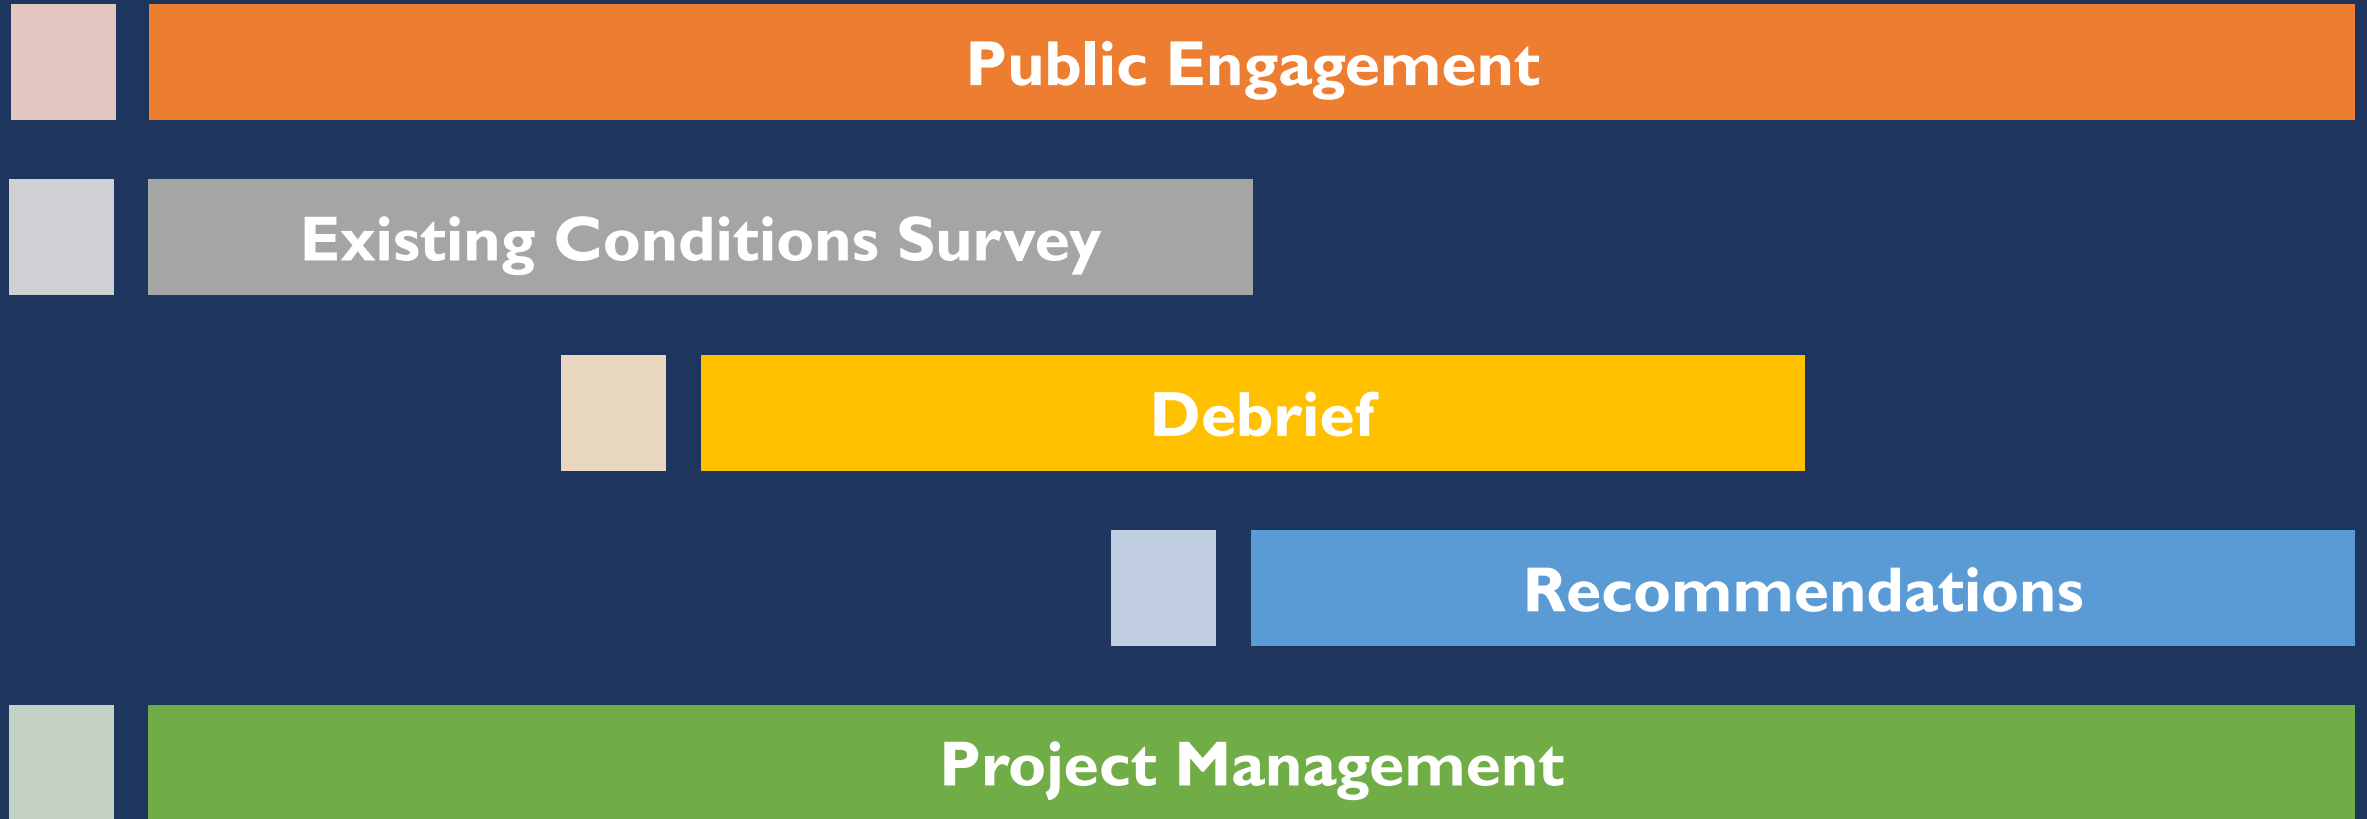 Public Engagement
Existing Conditions Survey
Debrief
Recommendations
Project Management